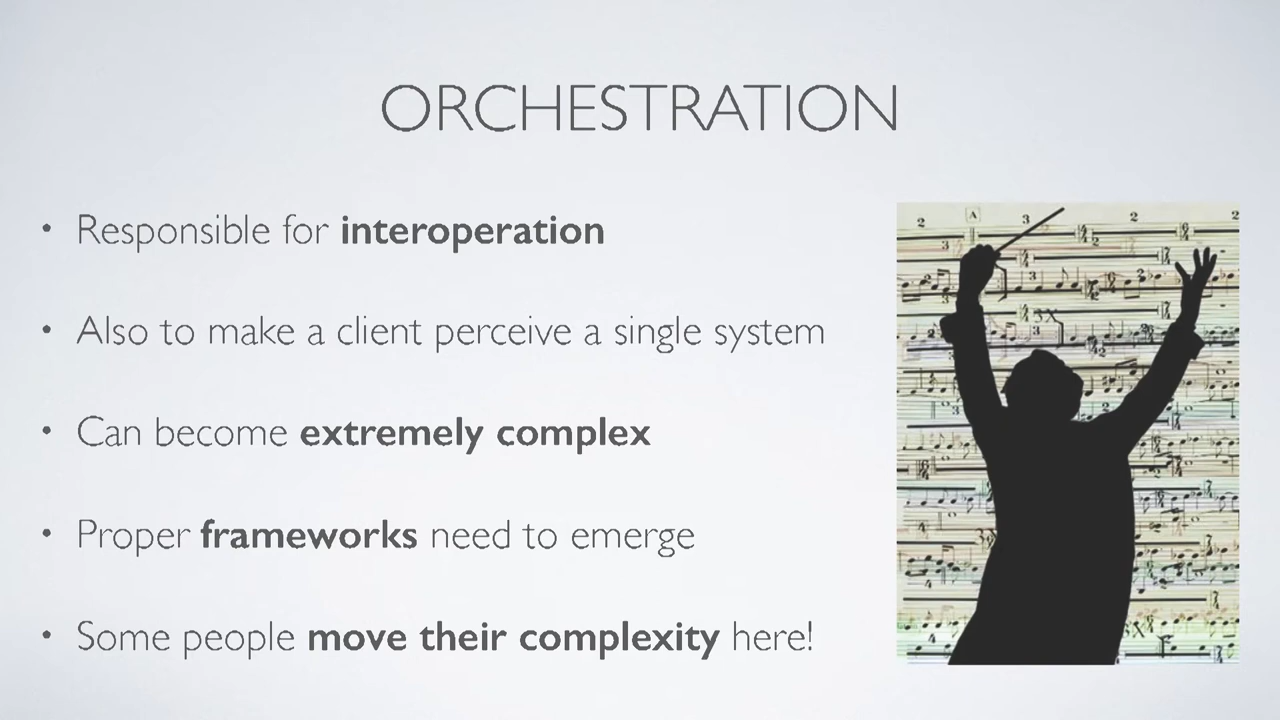 ORCHESTRATION
• Responsible for interoperation
• Also to make a client perceive a single system
• Can become extremely complex
• Proper frameworks need to emerge
• Some people move their complexity here!